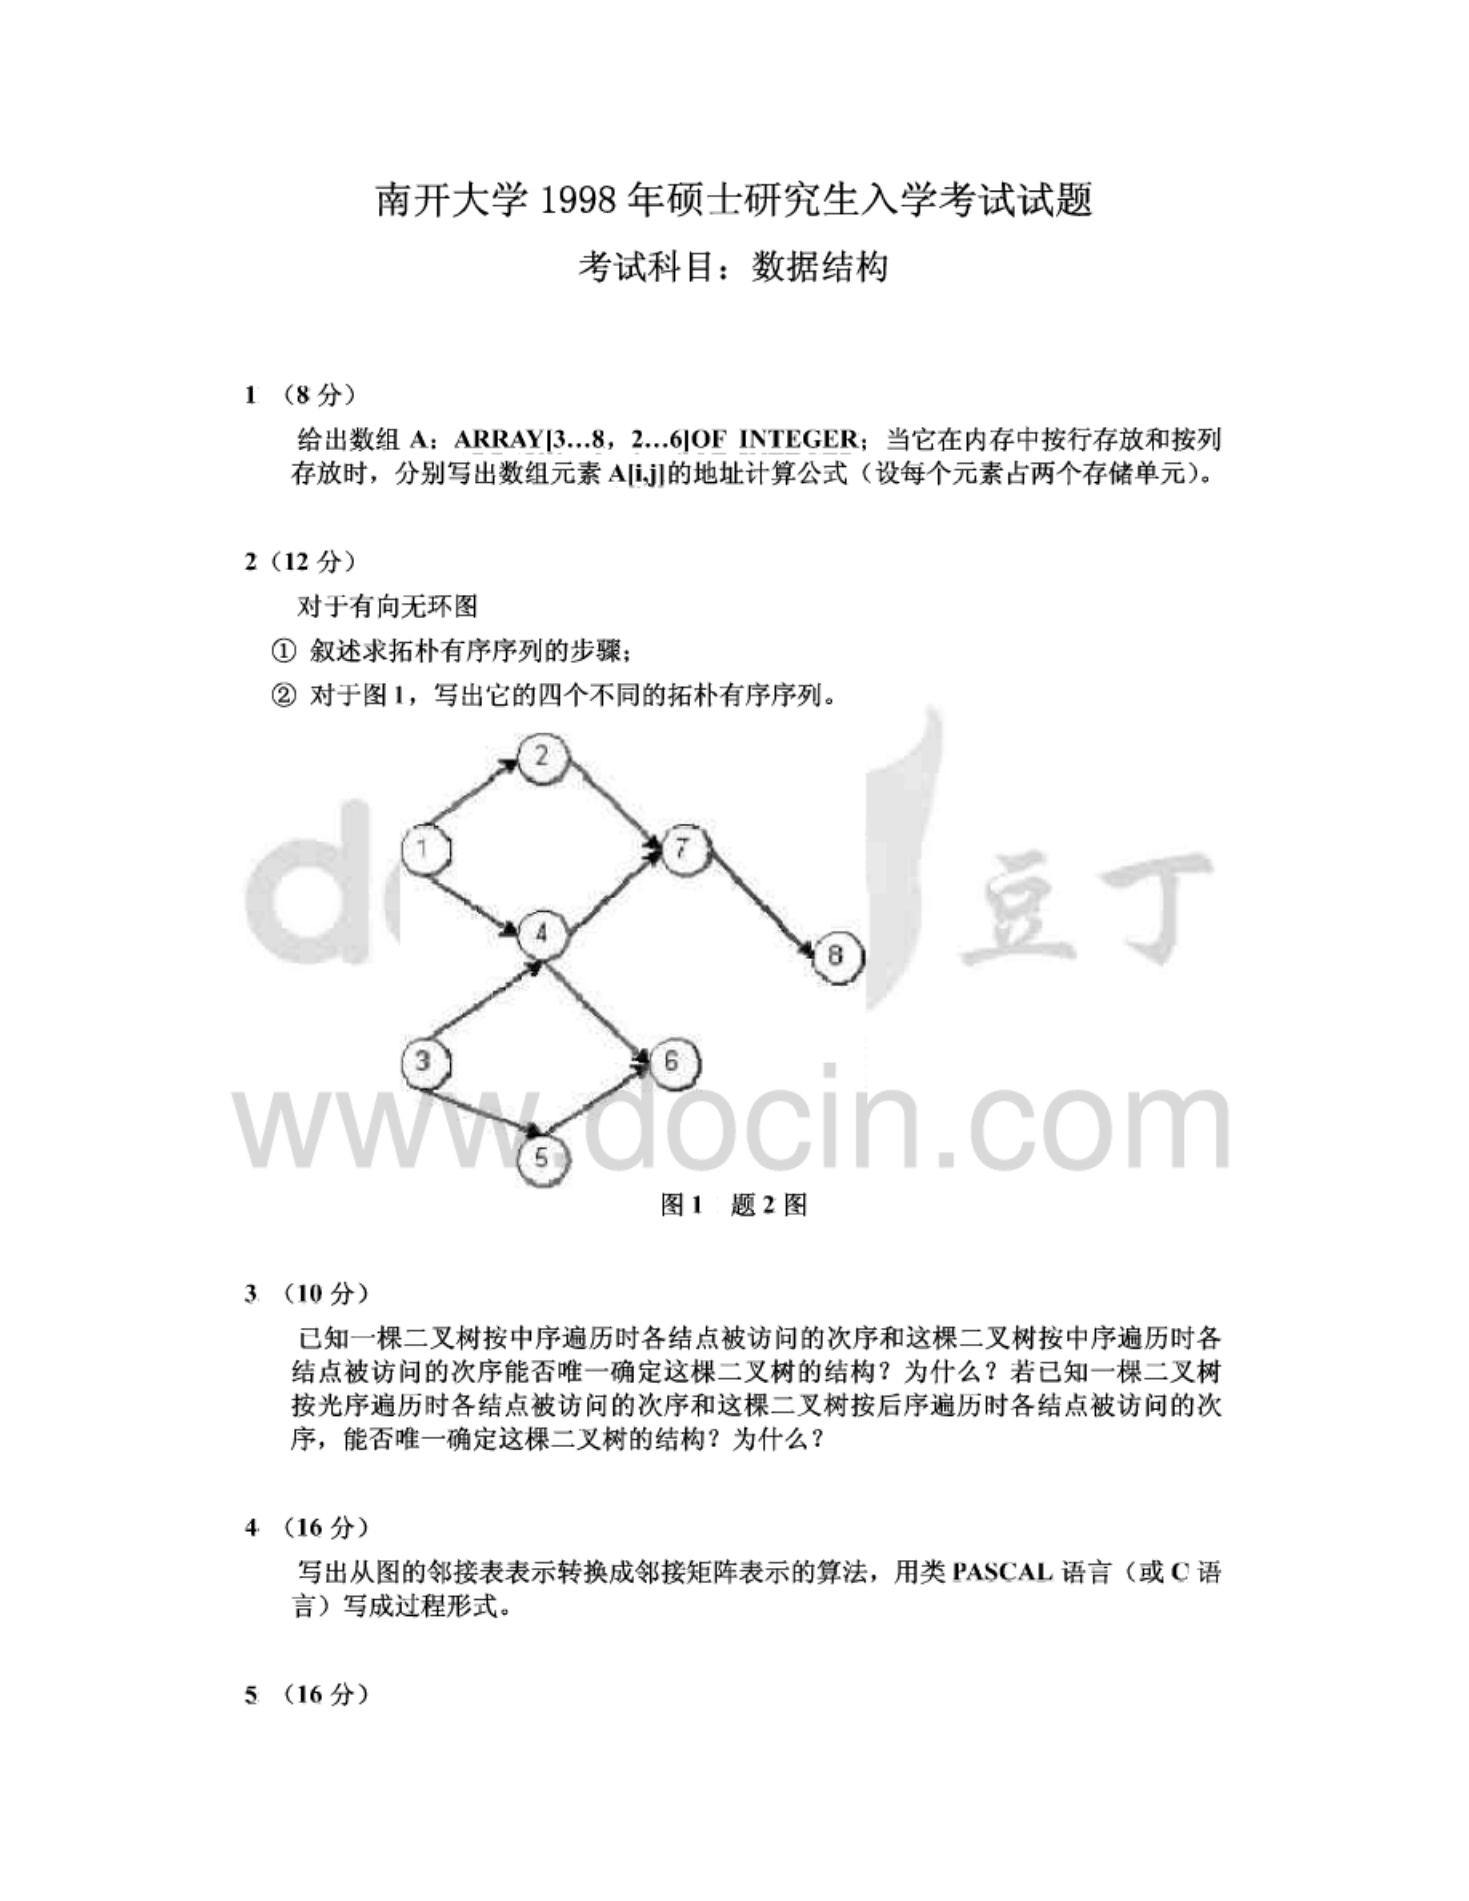 南开大学 1998 年硕士研究生入学考试试题
考试科目：数据结构
1 （8 分）
给出数组 A：ARRAY[3…8，2…6]OF INTEGER；当它在内存中按行存放和按列
存放时，分别写出数组元素 A[i,j]的地址计算公式（设每个元素占两个存储单元）。
2（12 分）
对于有向无环图
① 叙述求拓朴有序序列的步骤；
② 对于图 1，写出它的四个不同的拓朴有序序列。
2
1
7
4
8
3
6
5
豆丁
www.docin.com
图 1 题 2 图
3 （10 分）
已知一棵二叉树按中序遍历时各结点被访问的次序和这棵二叉树按中序遍历时各
结点被访问的次序能否唯一确定这棵二叉树的结构？为什么？若已知一棵二叉树
按光序遍历时各结点被访问的次序和这棵二叉树按后序遍历时各结点被访问的次
序，能否唯一确定这棵二叉树的结构？为什么？
4 （16 分）
写出从图的邻接表表示转换成邻接矩阵表示的算法，用类 PASCAL 语言（或 C 语
言）写成过程形式。
5 （16 分）